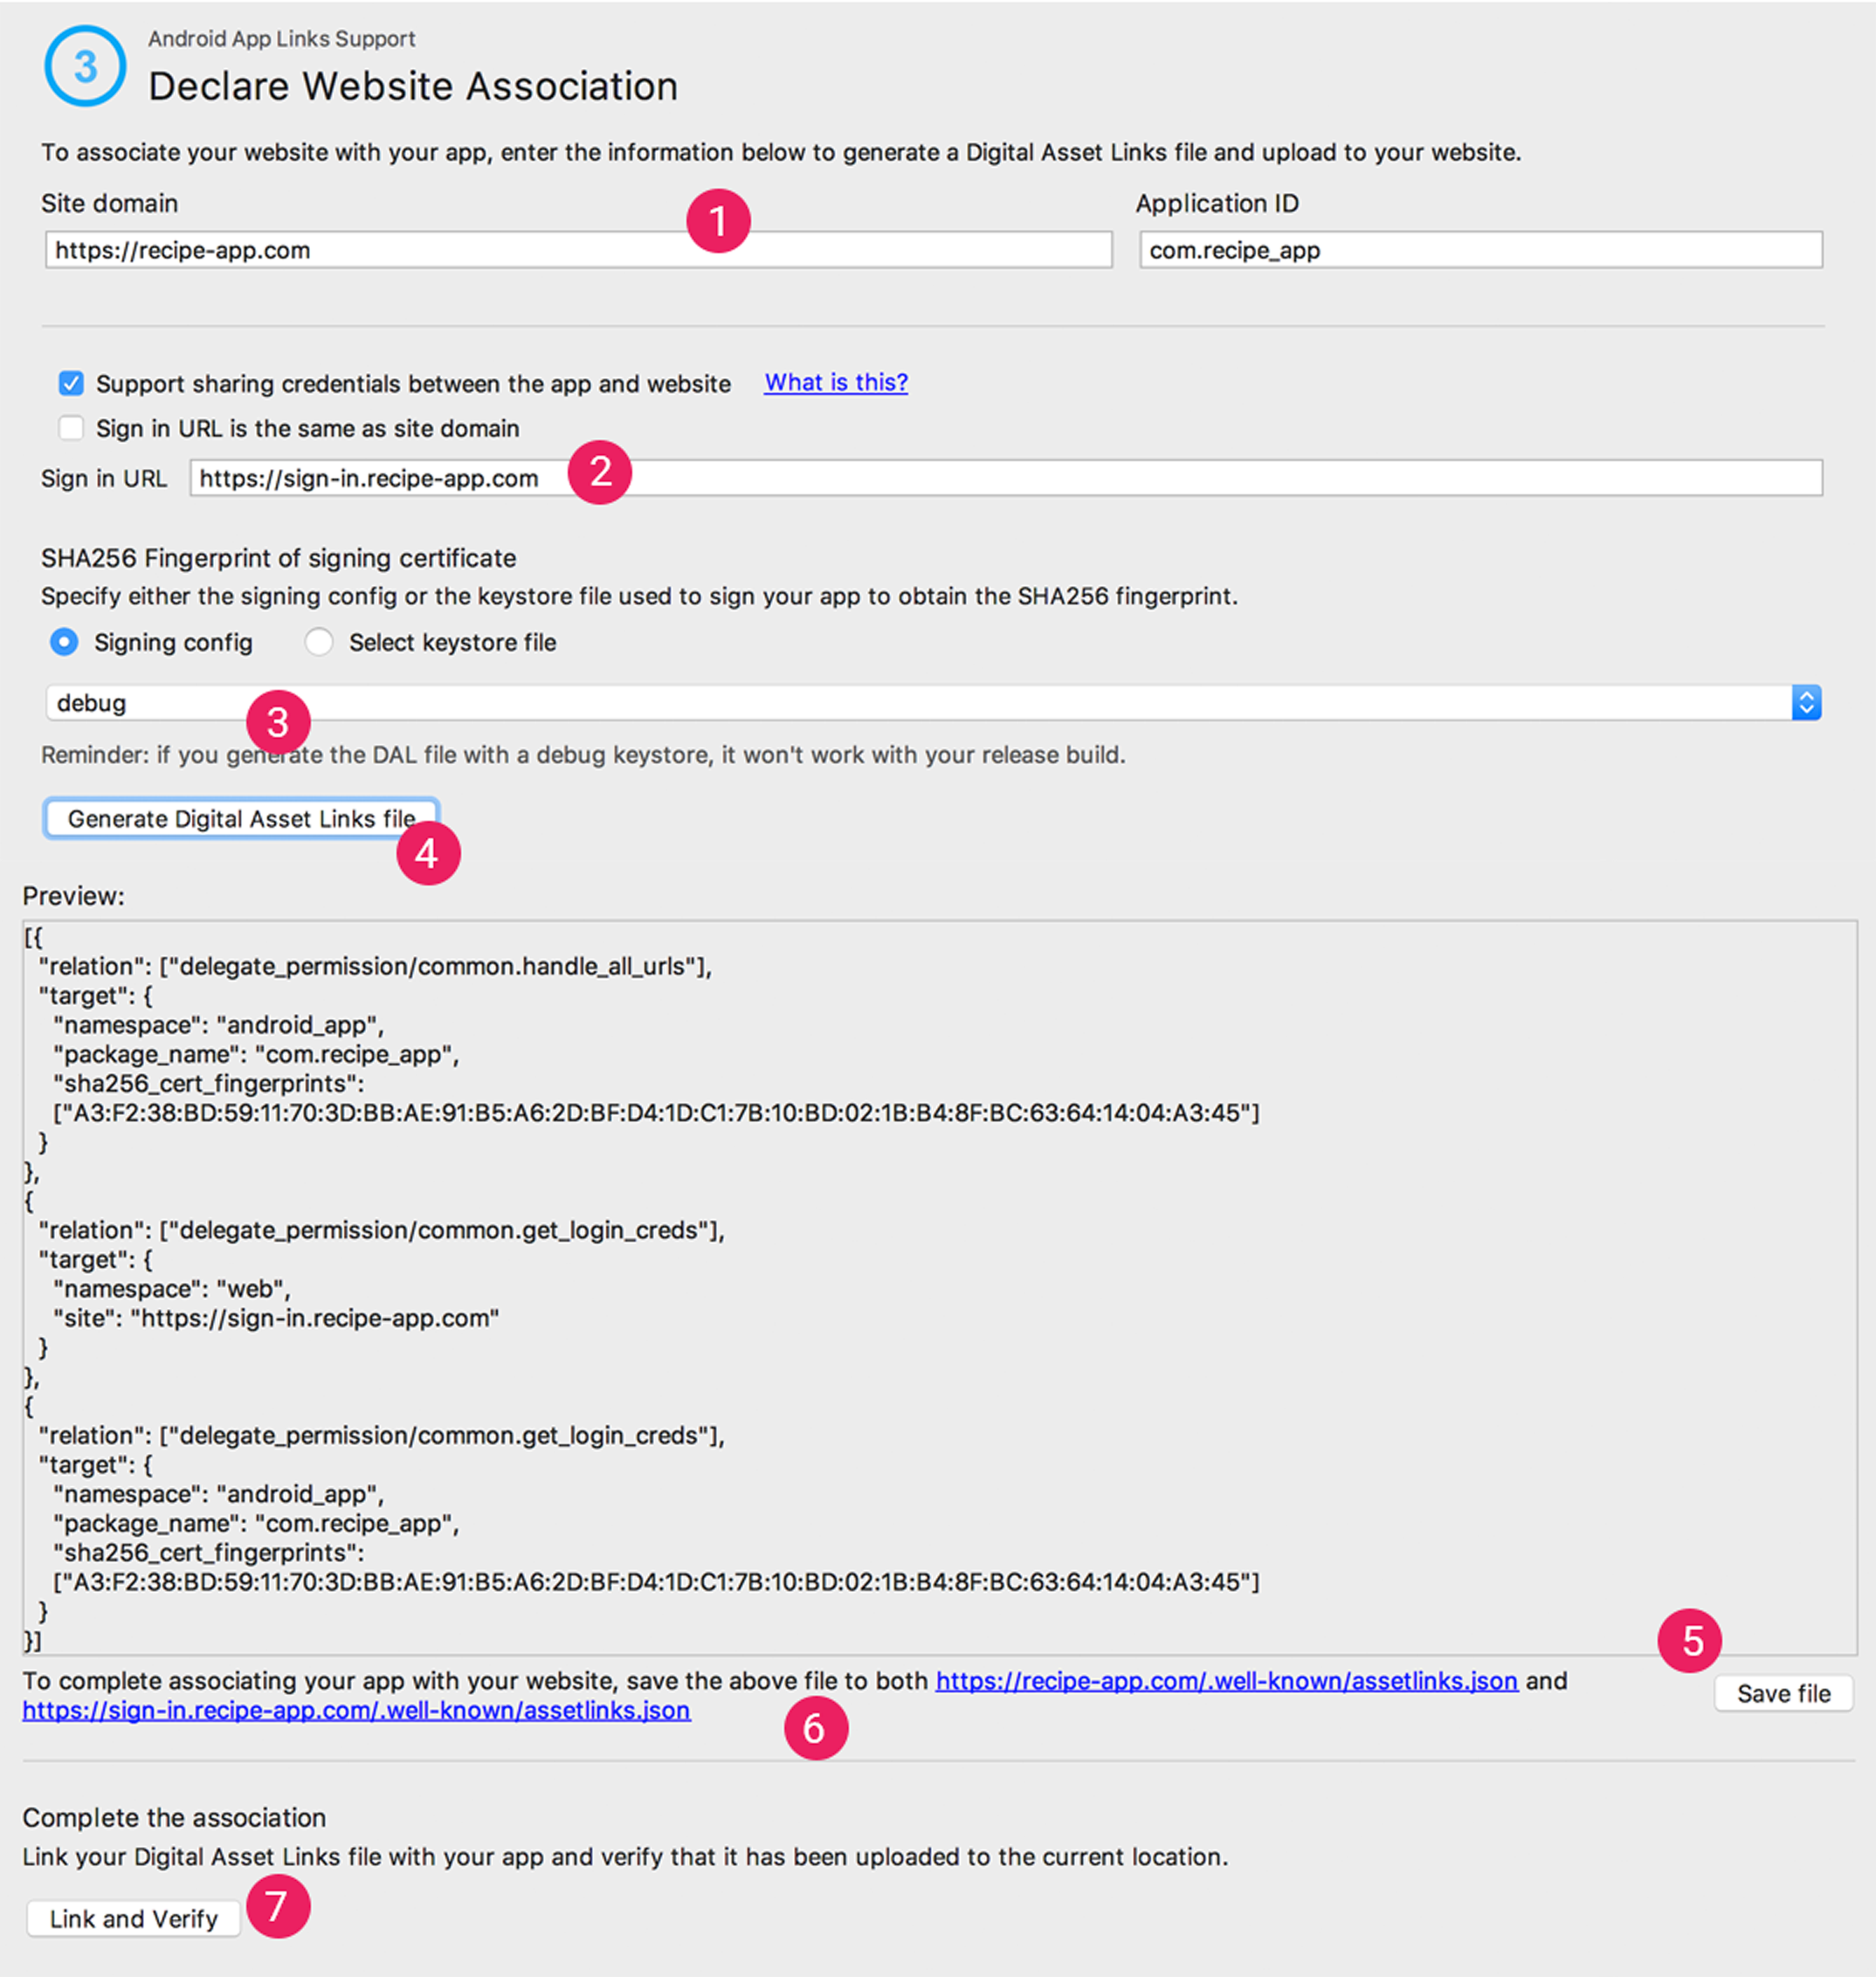 3
Android App Links Support
Declare Website Association
To associate your website with your app, enter the information below to generate a Digital Asset Links file and upload to your website.
Site domain
1
Application ID
https://recipe-app.com
com.recipe_app
Support sharing credentials between the app and website What is this?
Sign in URL is the same as site domain
Sign in URL https://sign-in.recipe-app.com
2
SHA256 Fingerprint of signing certificate
Specify either the signing config or the keystore file used to sign your app to obtain the SHA256 fingerprint.
Signing config Select keystore file
debug
3
Reminder: if you generate the DAL file with a debug keystore, it won't work with your release build.
Generate Digital Asset Links file
4
Preview:
[{
"relation": ["delegate_permission/common.handle_all_urls"],
"target": {
"namespace": "android_app",
"package_name": "com.recipe_app",
"sha256_cert_fingerprints":
["A3:F2:38:BD:59:11:70:3D:BB:AE:91:B5:A6:2D:BF:D4:1D:C1:7B:10:BD:02:1B:B4:8F:BC:63:64:14:04:A3:45"]
}
},
{
"relation": ["delegate_permission/common.get_login_creds"],
"target": {
"namespace": "web",
"site": "https://sign-in.recipe-app.com"
}
},
{
"relation": ["delegate_permission/common.get_login_creds"],
"target": {
"namespace": "android_app",
"package_name": "com.recipe_app",
"sha256_cert_fingerprints":
["A3:F2:38:BD:59:11:70:3D:BB:AE:91:B5:A6:2D:BF:D4:1D:C1:7B:10:BD:02:1B:B4:8F:BC:63:64:14:04:A3:45"]
}
}]
5
To complete associating your app with your website, save the above file to both https://recipe-app.com/.well-known/assetlinks.json and
https://sign-in.recipe-app.com/.well-known/assetlinks.json
Save file
6
Complete the association
Link your Digital Asset Links file with your app and verify that it has been uploaded to the current location.
Link and Verify
7